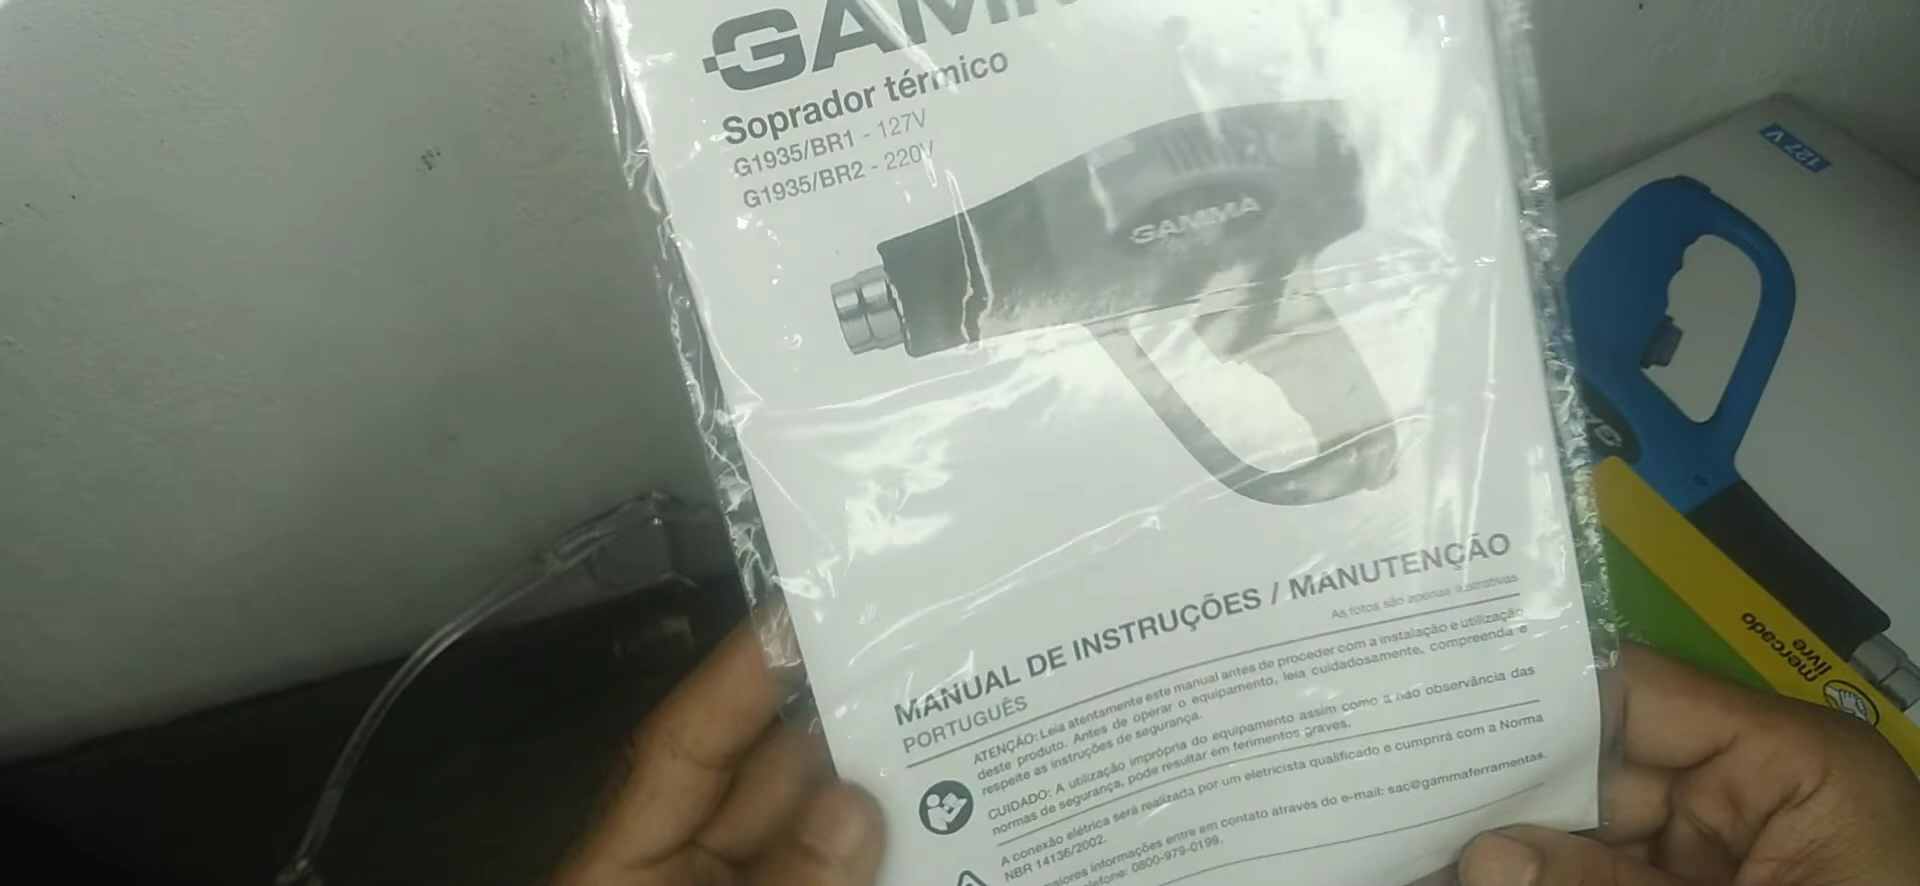 GAMM
Soprador térmico
G1935/BR1 - 127V
G1935/BR2 - 220V
GAMMA
MANUAL DE INSTRUÇÕES / MANUTENÇÃO
As fotos são apenas ilustrativas
PORTUGUÊS
ATENÇÃO: Leia atentamente este manual antes de proceder com a instalação e utilização
deste produto. Antes de operar o equipamento, leia cuidadosamente, compreenda e
respeite as instruções de segurança.
CUIDADO: A utilização imprópria do equipamento assim como a não observância das
normas de segurança, pode resultar em ferimentos graves.
A conexão elétrica será realizada por um eletricista qualificado e cumprirá com a Norma
NBR 14136/2002.
maiores informações entre em contato através do e-mail: sac@gammaferramentas.
lefone: 0800-979-0199.
127 V
mercado
livre